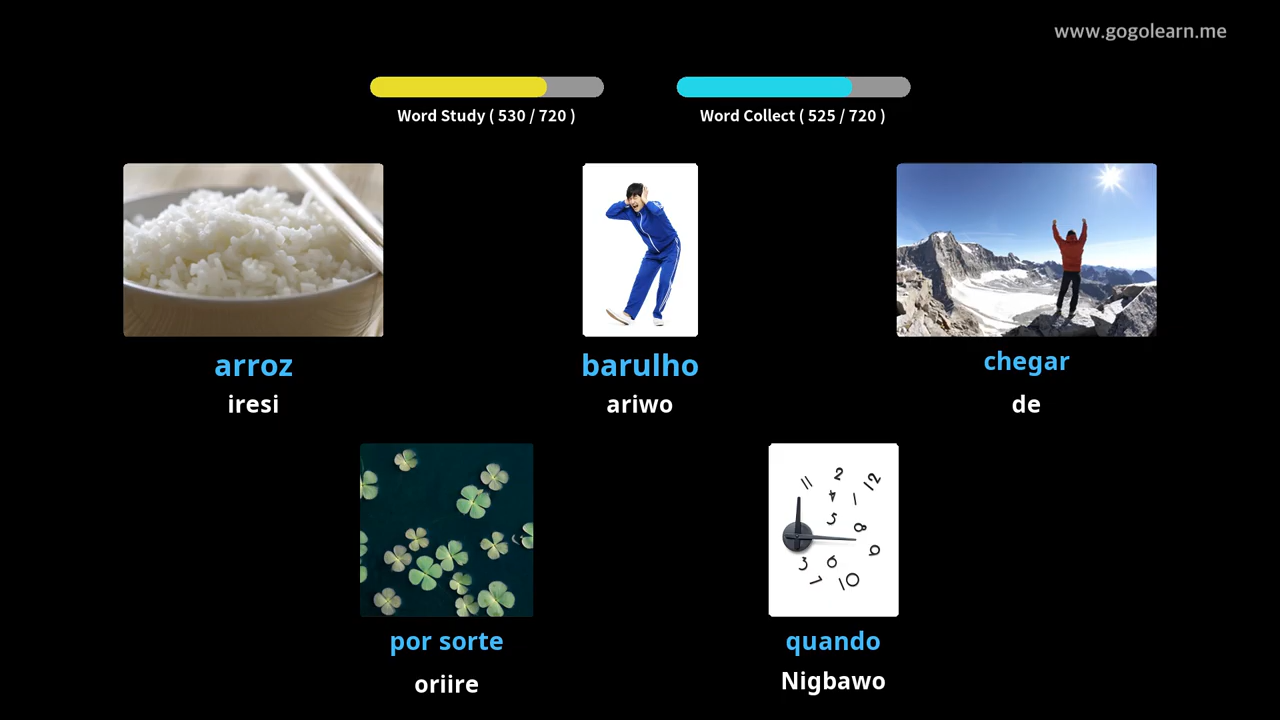 www.gogolearn.me
Word Study ( 530 / 720 )
Word Collect ( 525 / 720 )
arroz
iresi
barulho
ariwo
chegar
de
por sorte
oriire
quando
Nigbawo